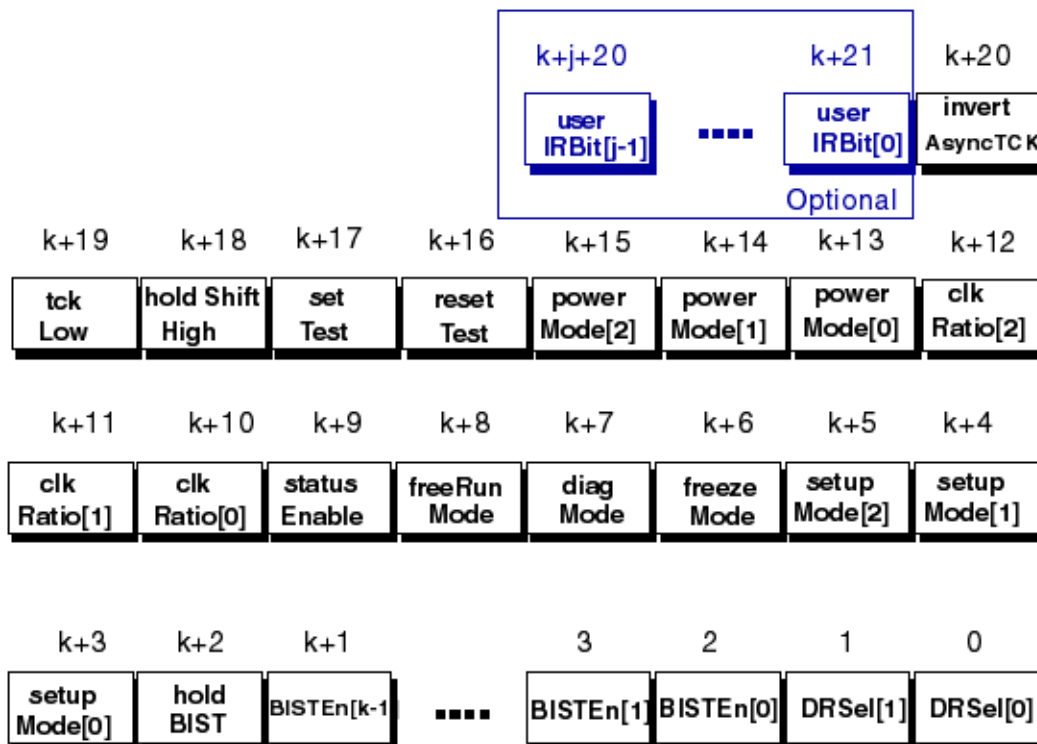 k+j+20 k+21 k+20
user IRBit[j-1] user IRBit[0] invert AsyncTCK
Optional
k+19 k+18 k+17 k+16 k+15 k+14 k+13 k+12
tck hold Shift set reset power power power clk
Low High Test Test Mode[2] Mode[1] Mode[0] Ratio[2]
k+11 k+10 k+9 k+8 k+7 k+6 k+5 k+4
clk clk status freeRun diag freeze setup setup
Ratio[1] Ratio[0] Enable Mode Mode Mode Mode[2] Mode[1]
k+3 k+2 k+1 3 2 1 0
setup hold BISTEn[k-1] BISTEn[1] BISTEn[0] DRSel[1] DRSel[0]
Mode[0] BIST